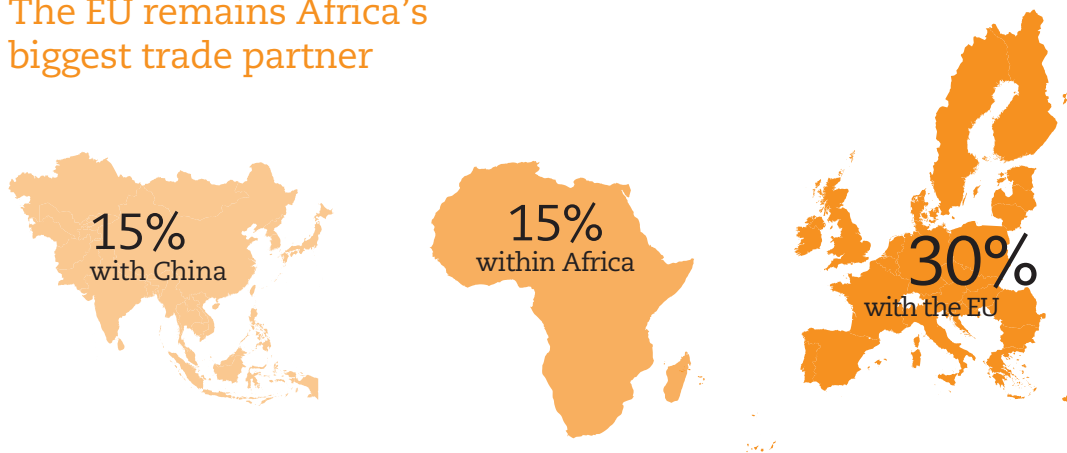 The EU remains Africa's
biggest trade partner
15%
with China
15%
within Africa
30%
with the EU